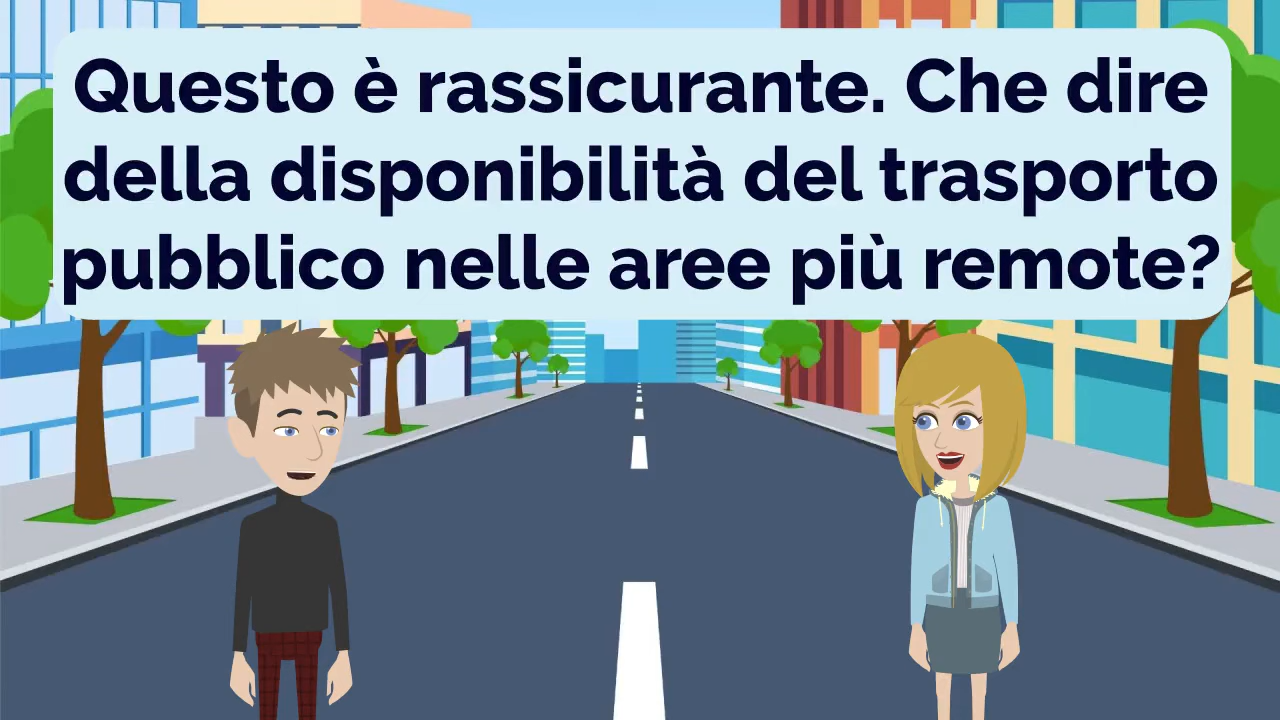 Questo è rassicurante. Che dire
della disponibilità del trasporto
pubblico nelle aree più remote?